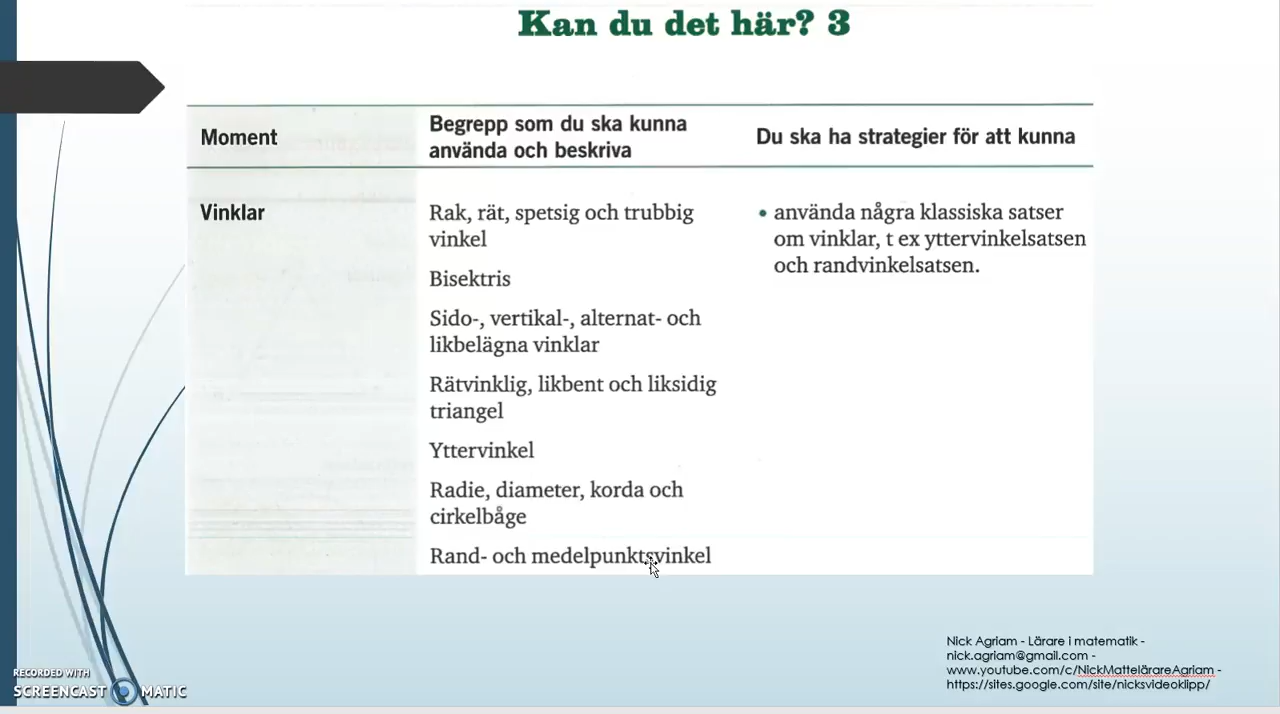 Kan du det här? 3
Moment
Begrepp som du ska kunna
använda och beskriva
Du ska ha strategier för att kunna
Vinklar
Rak, rät, spetsig och trubbig
vinkel
Bisektris
Sido-, vertikal-, alternat- och
likbelägna vinklar
Rätvinklig, likbent och liksidig
triangel
Yttervinkel
Radie, diameter, korda och
cirkelbåge
Rand- och medelpunktsvinkel
• använda några klassiska satser
om vinklar, t ex yttervinkelsatsen
och randvinkelsatsen.
Nick Agriam - Lärare i matematik -
nick.agriam@gmail.com -
www.youtube.com/c/NickMattelärareAgriam -
https://sites.google.com/site/nicksvideoklipp/
RECORDED WITH
SCREENCAST MATIC